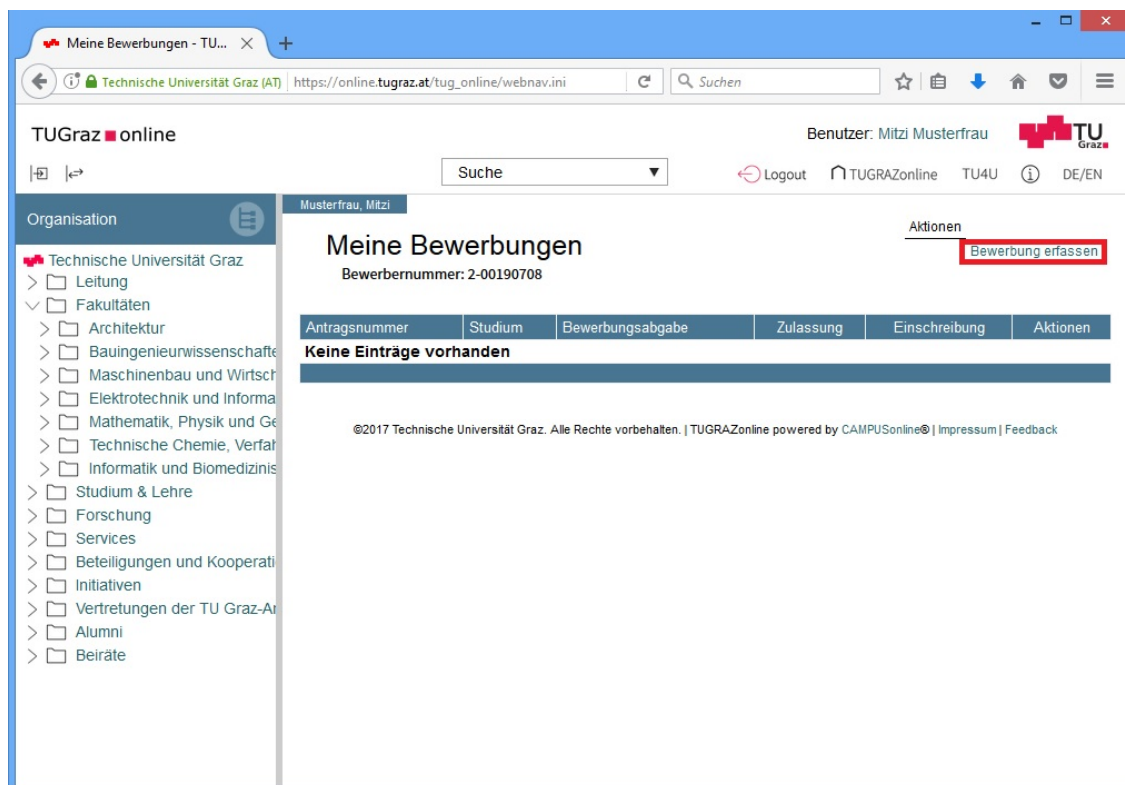 Meine Bewerbungen - TU...
Technische Universität Graz (AT) https://online.tugraz.at/tug_online/webnav.ini Suchen
TUGraz online
Benutzer: Mitzi Musterfrau
TU Graz
Suche
Logout TUGRAZonline TU4U DE/EN
Organisation
Technische Universität Graz
Leitung
Fakultäten
Architektur
Bauingenieurwissenschafte
Maschinenbau und Wirtsch
Elektrotechnik und Informa
Mathematik, Physik und Ge
Technische Chemie, Verfah
Informatik und Biomedizinis
Studium & Lehre
Forschung
Services
Beteiligungen und Kooperati
Initiativen
Vertretungen der TU Graz-An
Alumni
Beiräte
Musterfrau, Mitzi
Meine Bewerbungen
Bewerbernummer: 2-00190708
Aktionen
Bewerbung erfassen
Antragsnummer Studium Bewerbungsabgabe Zulassung Einschreibung Aktionen
Keine Einträge vorhanden
©2017 Technische Universität Graz. Alle Rechte vorbehalten. | TUGRAZonline powered by CAMPUSonline® | Impressum | Feedback